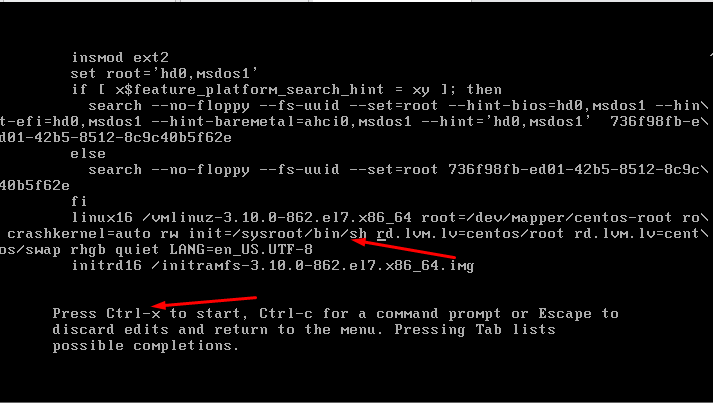 insmod ext2
set root='hd0,msdos1'
if [ x$feature_platform_search_hint = xy ]; then
search --no-floppy --fs-uuid --set=root --hint-bios=hd0,msdos1 --hin\
t-efi=hd0,msdos1 --hint-baremetal=ahci0,msdos1 --hint='hd0,msdos1'  736f98fb-e\
d01-42b5-8512-8c9c40b5f62e
else
search --no-floppy --fs-uuid --set=root 736f98fb-ed01-42b5-8512-8c9c\
40b5f62e
fi
linux16 /vmlinuz-3.10.0-862.el7.x86_64 root=/dev/mapper/centos-root ro\
crashkernel=auto rw init=/sysroot/bin/sh rd.lvm.lv=centos/root rd.lvm.lv=cent\
os/swap rhgb quiet LANG=en_US.UTF-8
initrd16 /initramfs-3.10.0-862.el7.x86_64.img
Press Ctrl-x to start, Ctrl-c for a command prompt or Escape to
discard edits and return to the menu. Pressing Tab lists
possible completions.